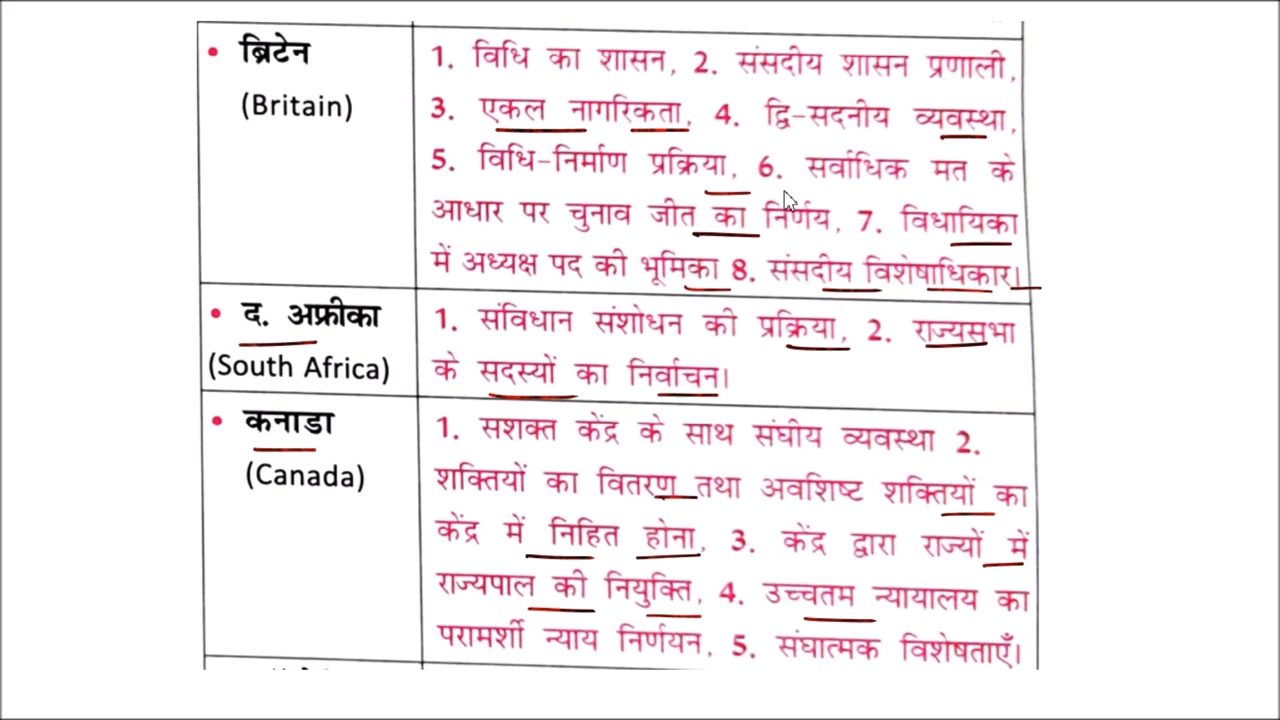 • ब्रिटेन
(Britain)
1. विधि का शासन, 2. संसदीय शासन प्रणाली,
3. एकल नागरिकता, 4. द्वि-सदनीय व्यवस्था,
5. विधि-निर्माण प्रक्रिया, 6. सर्वाधिक मत के
आधार पर चुनाव जीत का निर्णय, 7. विधायिका
में अध्यक्ष पद की भूमिका 8. संसदीय विशेषाधिकार।
• द. अफ्रीका
(South Africa)
1. संविधान संशोधन की प्रक्रिया, 2. राज्यसभा
के सदस्यों का निर्वाचन।
• कनाडा
(Canada)
1. सशक्त केंद्र के साथ संघीय व्यवस्था 2.
शक्तियों का वितरण तथा अवशिष्ट शक्तियों का
केंद्र में निहित होना, 3. केंद्र द्वारा राज्यों में
राज्यपाल की नियुक्ति, 4. उच्चतम न्यायालय का
परामर्शी न्याय निर्णयन, 5. संघात्मक विशेषताएँ।